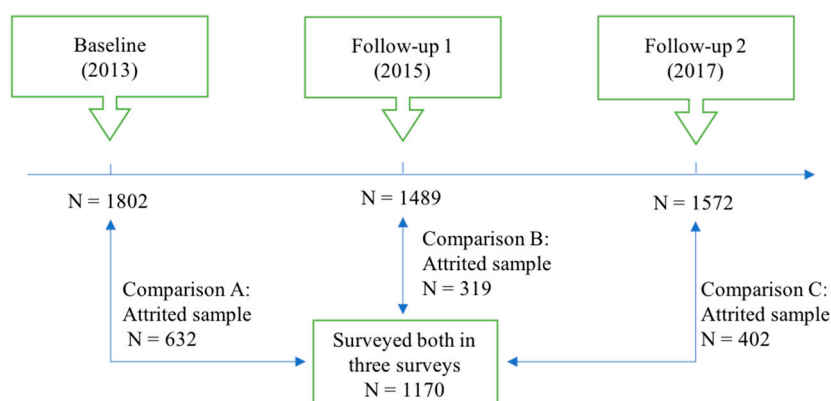 Baseline
(2013)
Follow-up 1
(2015)
Follow-up 2
(2017)
N = 1802
N = 1489
N = 1572
Comparison A:
Attrited sample
N = 632
Comparison B:
Attrited sample
N = 319
Comparison C:
Attrited sample
N = 402
Surveyed both in
three surveys
N = 1170